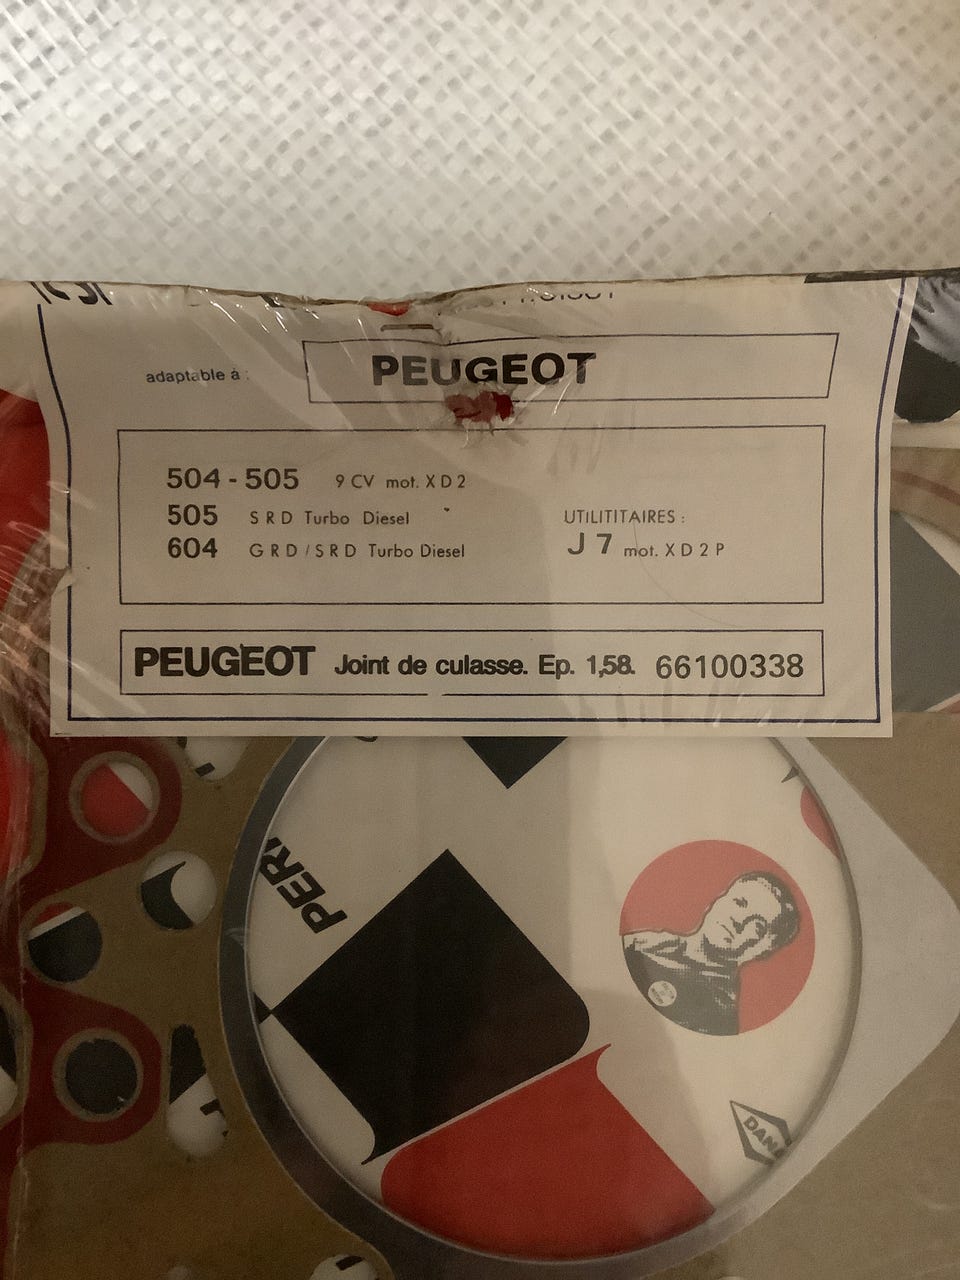 adaptable à :
PEUGEOT
504 - 505 9 CV mot. X D 2
505 S R D Turbo Diesel
604 G R D / S R D Turbo Diesel
UTILITITAIRES :
J 7 mot. X D 2 P
PEUGEOT Joint de culasse. Ep. 1,58. 66100338
DANA